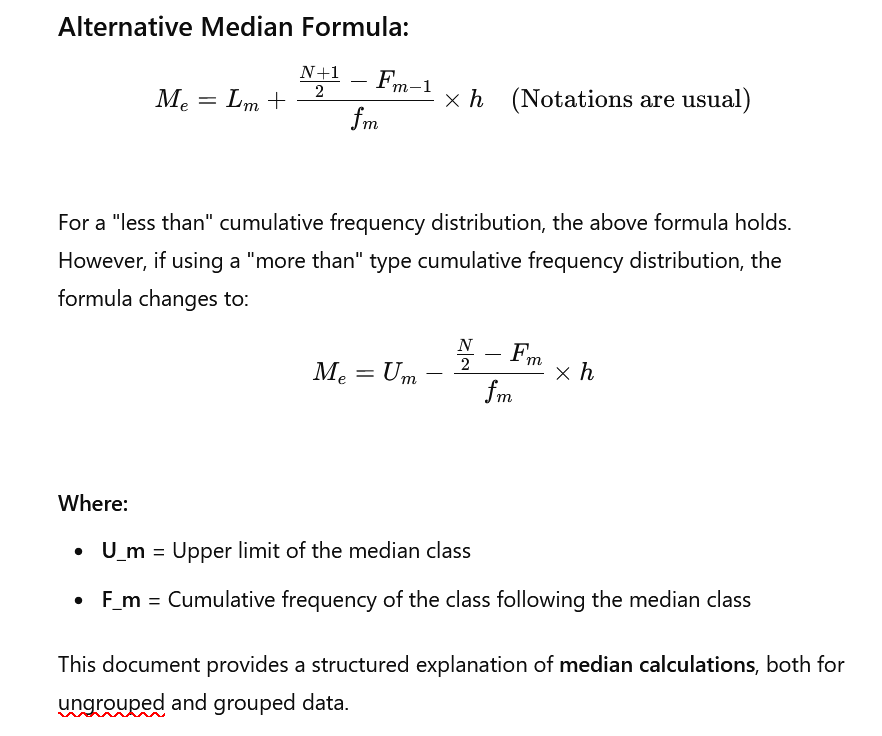 Alternative Median Formula:
M_e = L_m + \frac{\frac{N+1}{2} - F_{m-1}}{f_m} × h (Notations are usual)
For a "less than" cumulative frequency distribution, the above formula holds.
However, if using a "more than" type cumulative frequency distribution, the
formula changes to:
M_e = U_m - \frac{\frac{N}{2} - F_m}{f_m} × h
Where:
• U_m = Upper limit of the median class
• F_m = Cumulative frequency of the class following the median class
This document provides a structured explanation of median calculations, both for
ungrouped and grouped data.